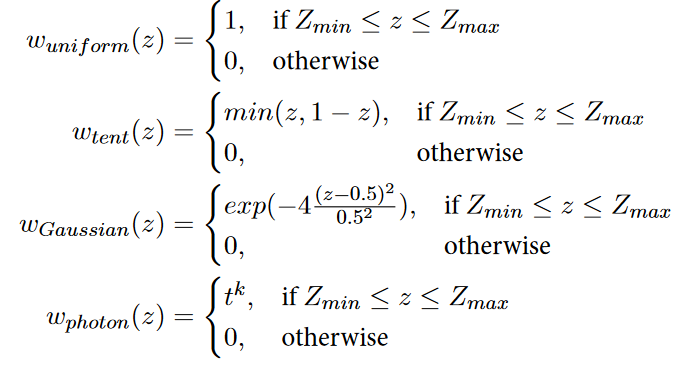 w_{uniform}(z) = { 1, if Z_{min} ≤ z ≤ Z_{max}
0, otherwise
w_{tent}(z) = { min(z, 1 − z), if Z_{min} ≤ z ≤ Z_{max}
0, otherwise
w_{Gaussian}(z) = { exp(−4 \frac{(z−0.5)^2}{0.5^2}), if Z_{min} ≤ z ≤ Z_{max}
0, otherwise
w_{photon}(z) = { t^k, if Z_{min} ≤ z ≤ Z_{max}
0, otherwise